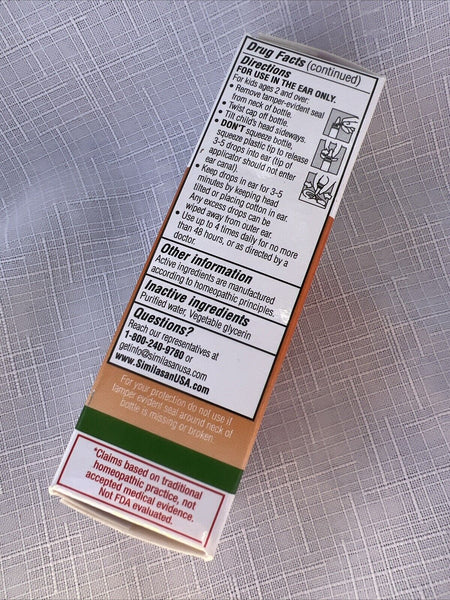 Drug Facts (continued)
Directions
FOR USE IN THE EAR ONLY.
For kids ages 2 and over:
• Remove tamper-evident seal
from neck of bottle.
• Twist cap off bottle.
• Tilt child's head sideways.
• DON'T squeeze bottle,
squeeze plastic tip to release
3-5 drops into ear (tip of
applicator should not enter
ear canal).
• Keep drops in ear for 3–5
minutes by keeping head
tilted or placing cotton in ear.
Any excess drops can be
wiped away from outer ear.
• Use up to 4 times daily for no more
than 48 hours, or as directed by a
doctor.
Other information
Active ingredients are manufactured
according to homeopathic principles.
Inactive ingredients
Purified water, Vegetable glycerin
Questions?
Reach our representatives at
1-800-240-9780 or
getinfo@similasanusa.com
www.SimilasanUSA.com
For your protection do not use if
tamper evident seal around neck of
bottle is missing or broken.
*Claims based on traditional
homeopathic practice, not
accepted medical evidence.
Not FDA evaluated.